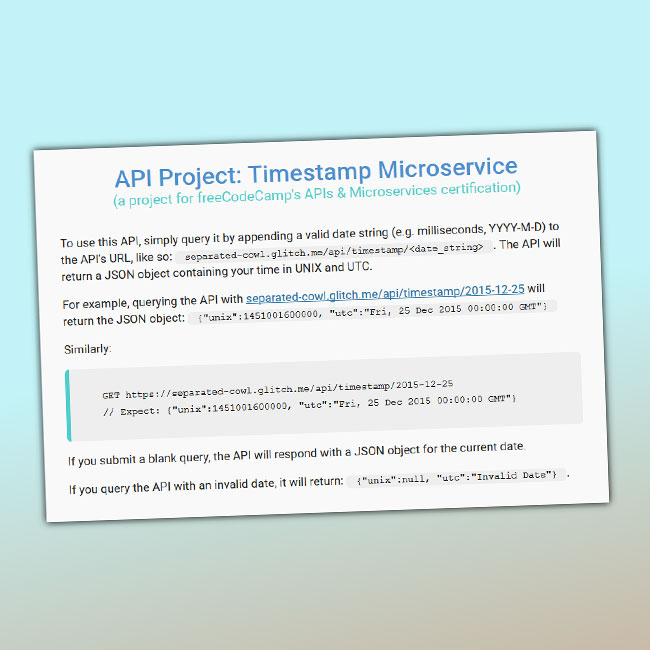 API Project: Timestamp Microservice
(a project for freeCodeCamp's APIs & Microservices certification)
To use this API, simply query it by appending a valid date string (e.g. milliseconds, YYYY-M-D) to
the API's URL, like so: separated-cowl.glitch.me/api/timestamp/<date_string> . The API will
return a JSON object containing your time in UNIX and UTC.
For example, querying the API with separated-cowl.glitch.me/api/timestamp/2015-12-25 will
return the JSON object: {"unix":1451001600000, "utc":"Fri, 25 Dec 2015 00:00:00 GMT"}
Similarly:
GET https://separated-cowl.glitch.me/api/timestamp/2015-12-25
// Expect: {"unix":1451001600000, "utc":"Fri, 25 Dec 2015 00:00:00 GMT"}
If you submit a blank query, the API will respond with a JSON object for the current date.
If you query the API with an invalid date, it will return: {"unix":null, "utc":"Invalid Date"} .